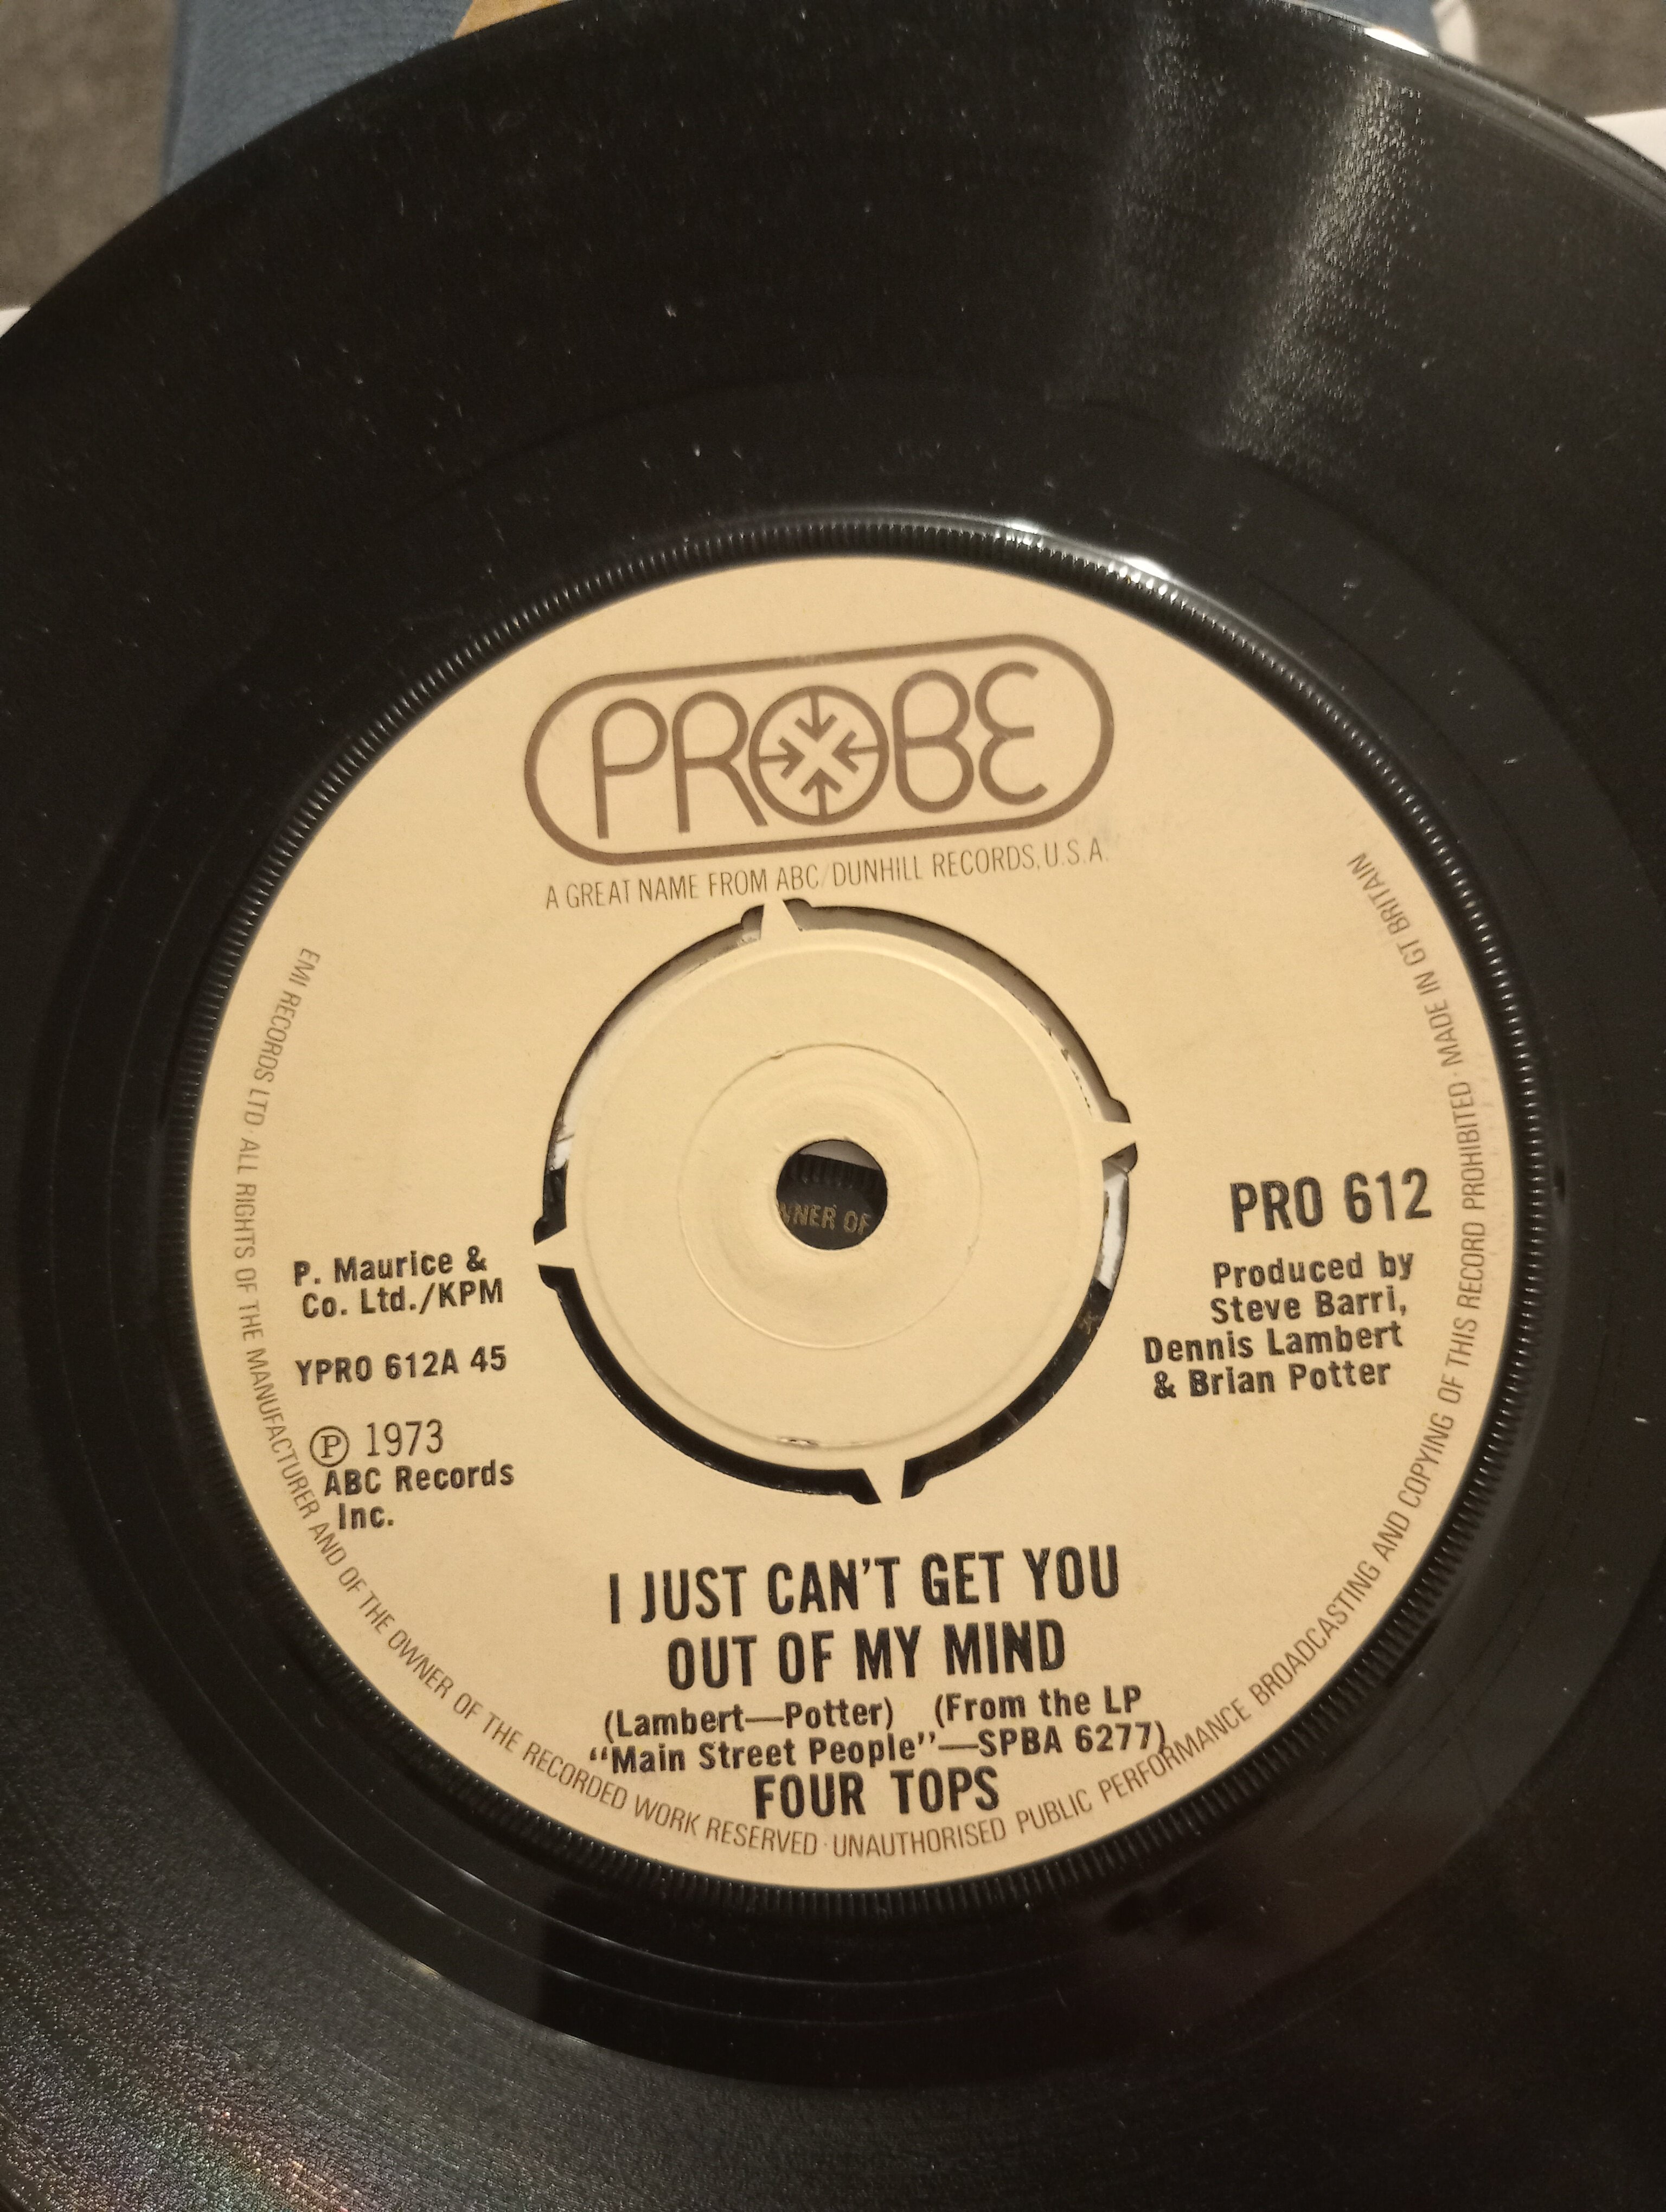 PROBE
A GREAT NAME FROM ABC/DUNHILL RECORDS, U.S.A.
EMI RECORDS LTD · ALL RIGHTS OF THE MANUFACTURER AND OF THE OWNER OF THE RECORDED WORK RESERVED · UNAUTHORISED PUBLIC PERFORMANCE BROADCASTING AND COPYING OF THIS RECORD PROHIBITED · MADE IN GT BRITAIN
WNER OF
P. Maurice &
Co. Ltd./KPM
YPRO 612A 45
Ⓟ 1973
ABC Records
Inc.
PRO 612
Produced by
Steve Barri,
Dennis Lambert
& Brian Potter
I JUST CAN'T GET YOU
OUT OF MY MIND
(Lambert—Potter) (From the LP
“Main Street People”—SPBA 6277)
FOUR TOPS